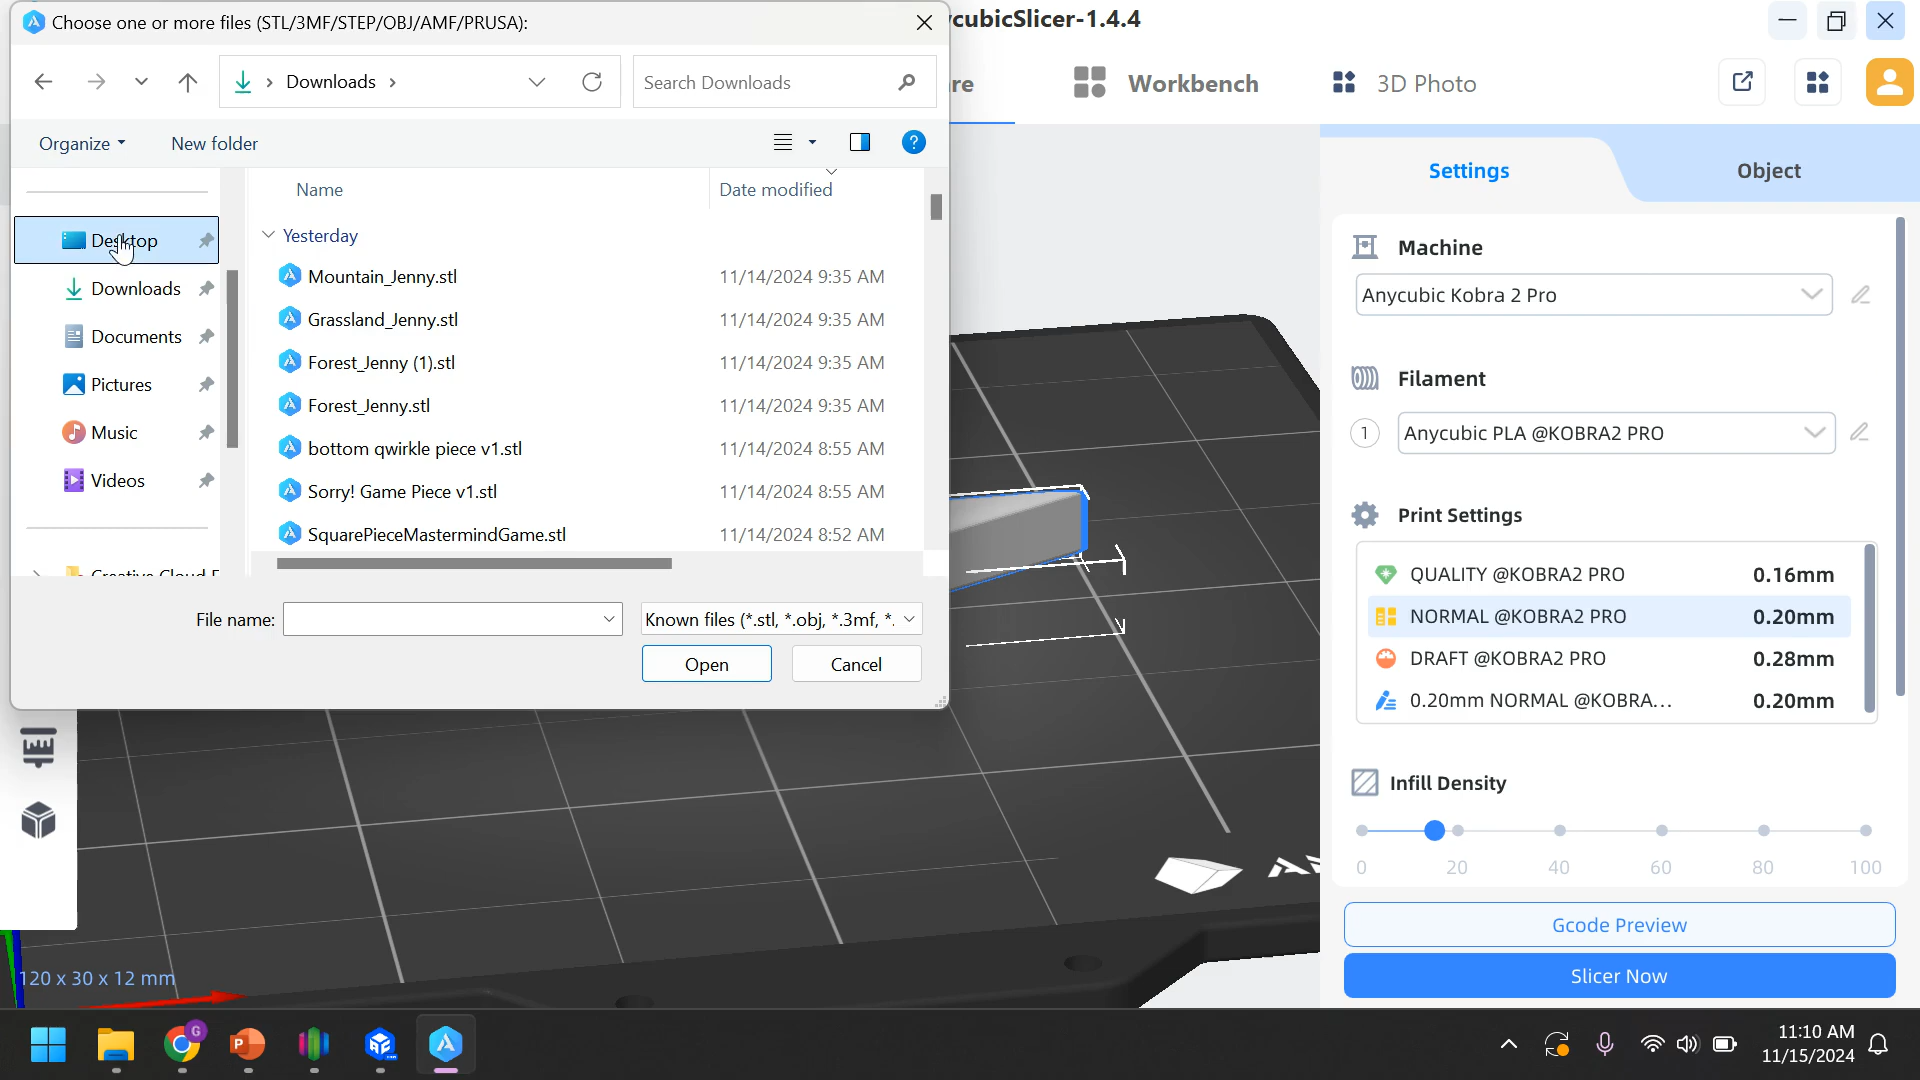 Choose one or more files (STL/3MF/STEP/OBJ/AMF/PRUSA):
ycubicSlicer-1.4.4
Downloads
Search Downloads
re
Workbench
3D Photo
Organize
New folder
Settings
Object
Name
Date modified
Yesterday
Desktop
Downloads
Documents
Pictures
Music
Videos
Mountain_Jenny.stl 11/14/2024 9:35 AM
Grassland_Jenny.stl 11/14/2024 9:35 AM
Forest_Jenny (1).stl 11/14/2024 9:35 AM
Forest_Jenny.stl 11/14/2024 9:35 AM
bottom qwirkle piece v1.stl 11/14/2024 8:55 AM
Sorry! Game Piece v1.stl 11/14/2024 8:55 AM
SquarePieceMastermindGame.stl 11/14/2024 8:52 AM
Creative Cloud F
File name:
Known files (*.stl, *.obj, *.3mf, *.
Open
Cancel
Machine
Anycubic Kobra 2 Pro
Filament
1 Anycubic PLA @KOBRA2 PRO
Print Settings
QUALITY @KOBRA2 PRO 0.16mm
NORMAL @KOBRA2 PRO 0.20mm
DRAFT @KOBRA2 PRO 0.28mm
0.20mm NORMAL @KOBRA... 0.20mm
Infill Density
0 20 40 60 80 100
Gcode Preview
Slicer Now
120 x 30 x 12 mm
G
P
11:10 AM
11/15/2024